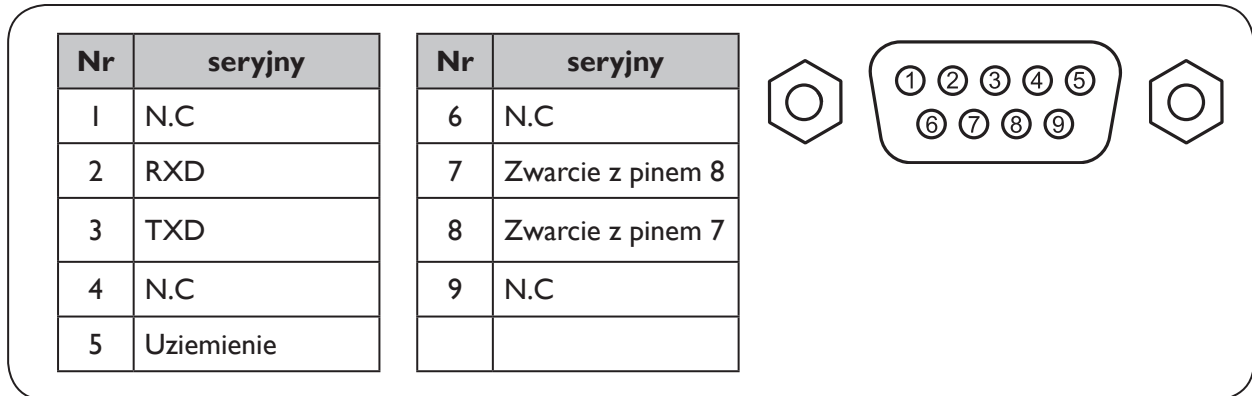 Nr seryjny
1 N.C
2 RXD
3 TXD
4 N.C
5 Uziemienie
Nr seryjny
6 N.C
7 Zwarcie z pinem 8
8 Zwarcie z pinem 7
9 N.C
1 2 3 4 5
6 7 8 9